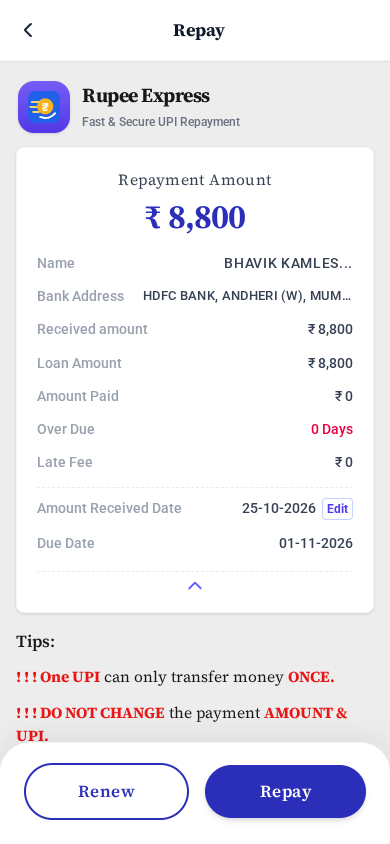 Repay
Rupee Express
Fast & Secure UPI Repayment
Repayment Amount
₹ 8,800
Name BHAVIK KAMLES...
Bank Address HDFC BANK, ANDHERI (W), MUM...
Received amount ₹ 8,800
Loan Amount ₹ 8,800
Amount Paid ₹ 0
Over Due 0 Days
Late Fee ₹ 0
Amount Received Date 25-10-2026 Edit
Due Date 01-11-2026
Tips:
! ! ! One UPI can only transfer money ONCE.
! ! ! DO NOT CHANGE the payment AMOUNT &
UPI.
Renew Repay